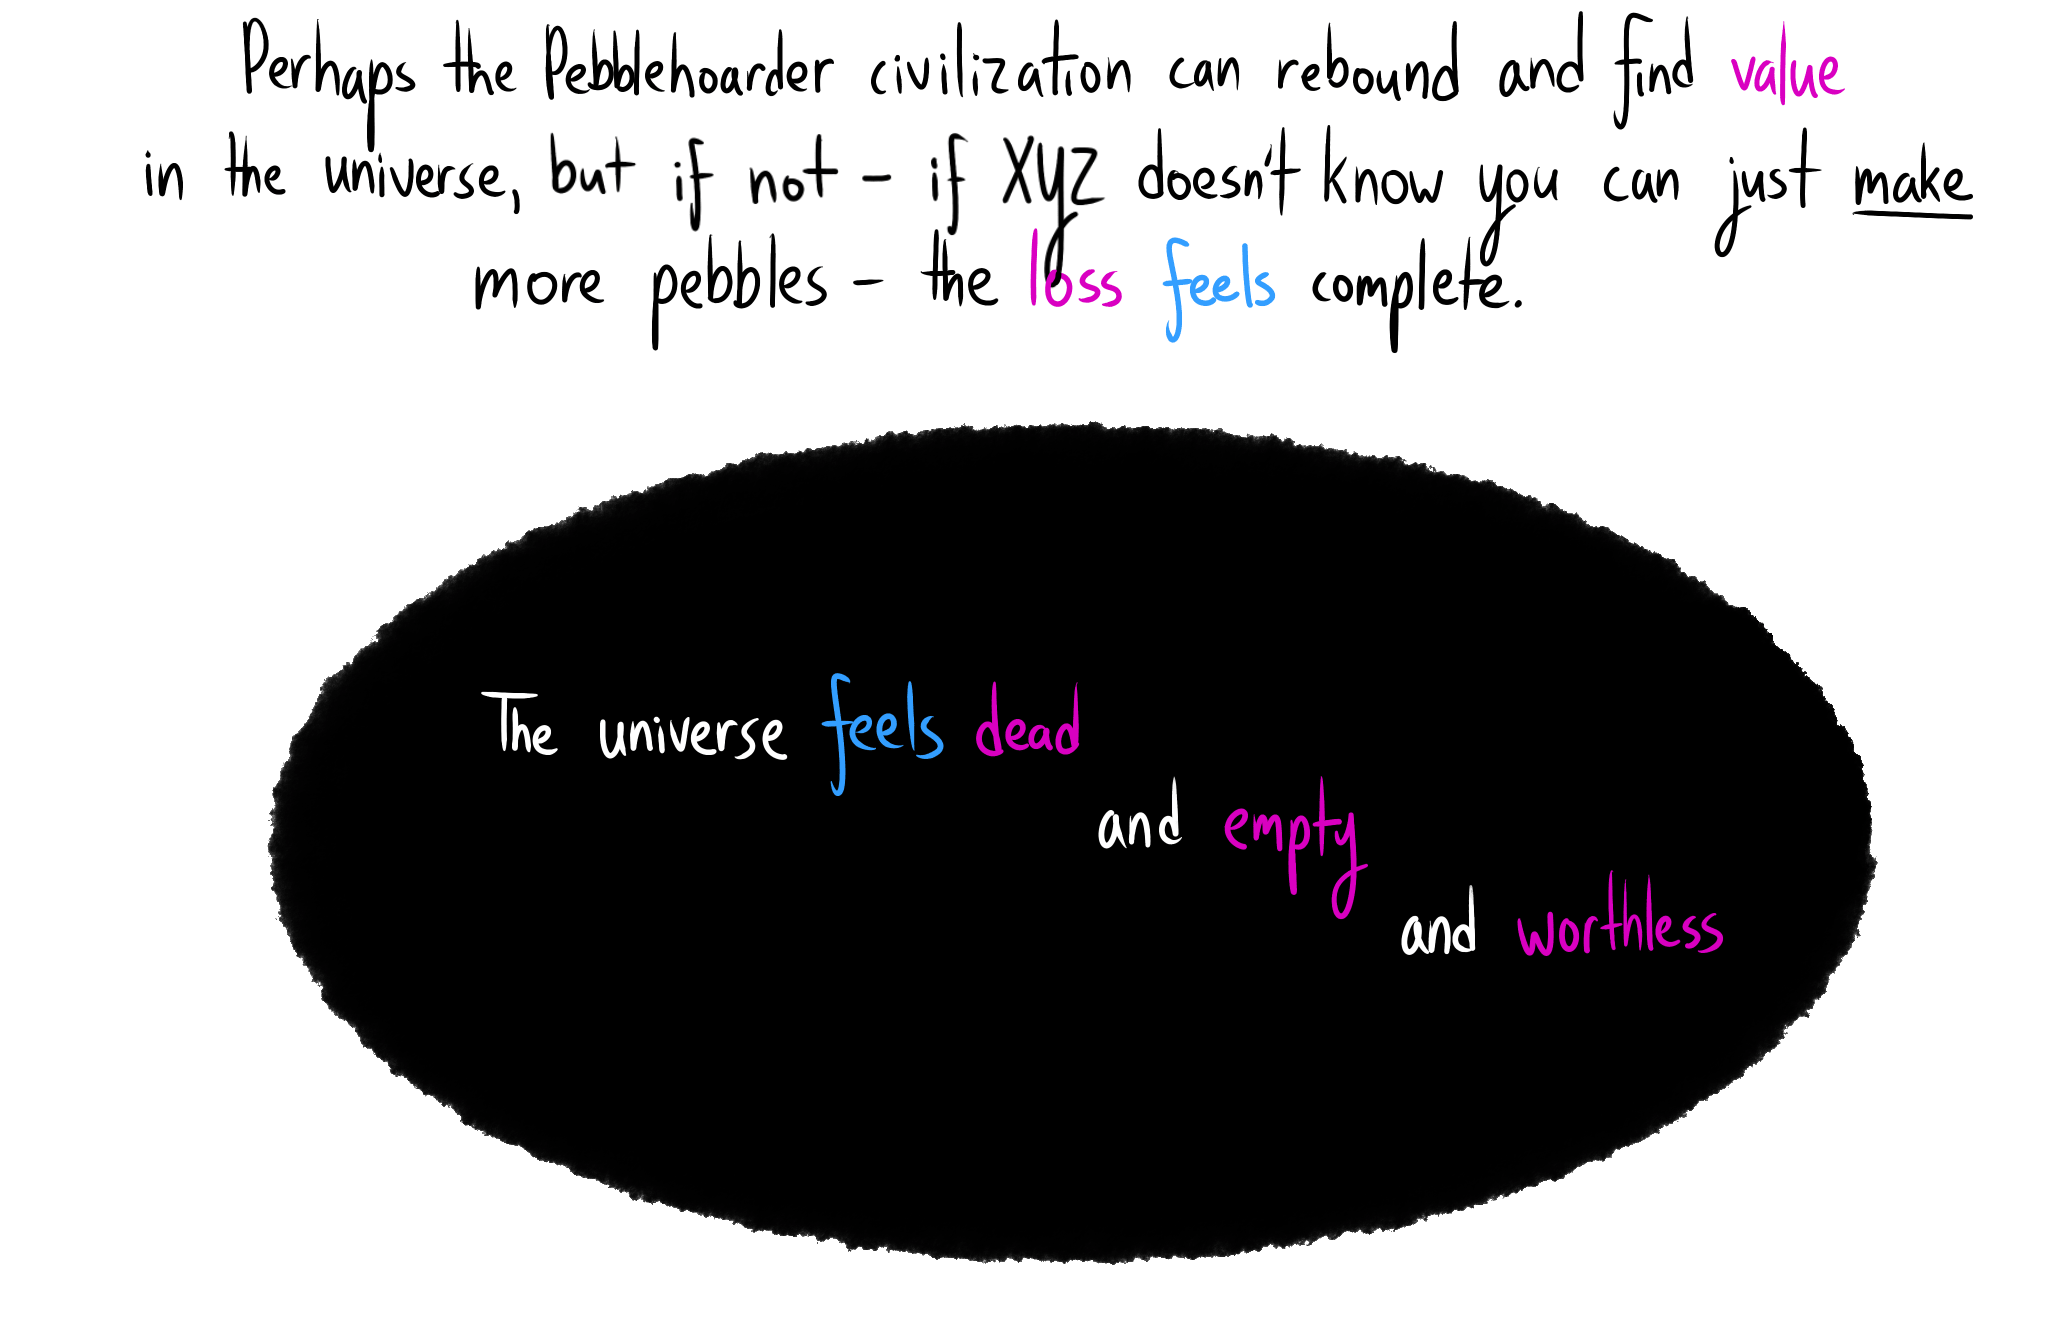 Perhaps the Pebblehoarder civilization can rebound and find value
in the universe, but if not - if XYZ doesn't know you can just make
more pebbles - the loss feels complete.
The universe feels dead
and empty
and worthless